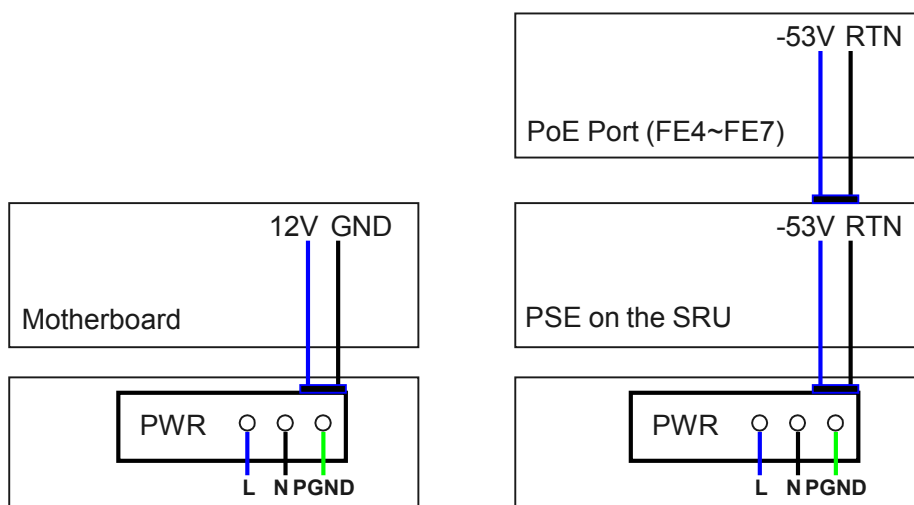 -53V RTN
PoE Port (FE4~FE7)
12V GND
Motherboard
-53V RTN
PSE on the SRU
PWR
L N PGND
PWR
L N PGND